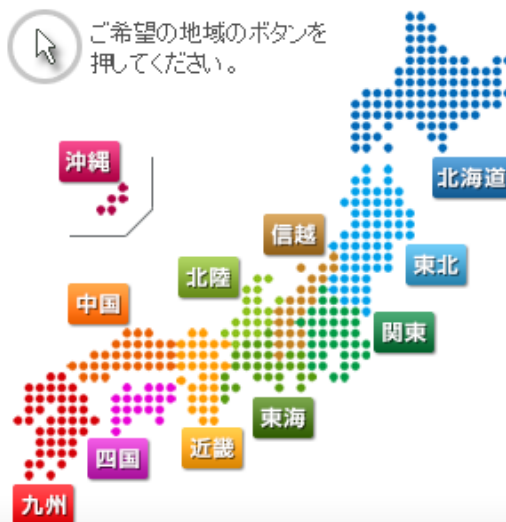 ご希望の地域のボタンを
押してください。
沖縄
北海道
信越
東北
北陸
中国
関東
東海
近畿
四国
九州